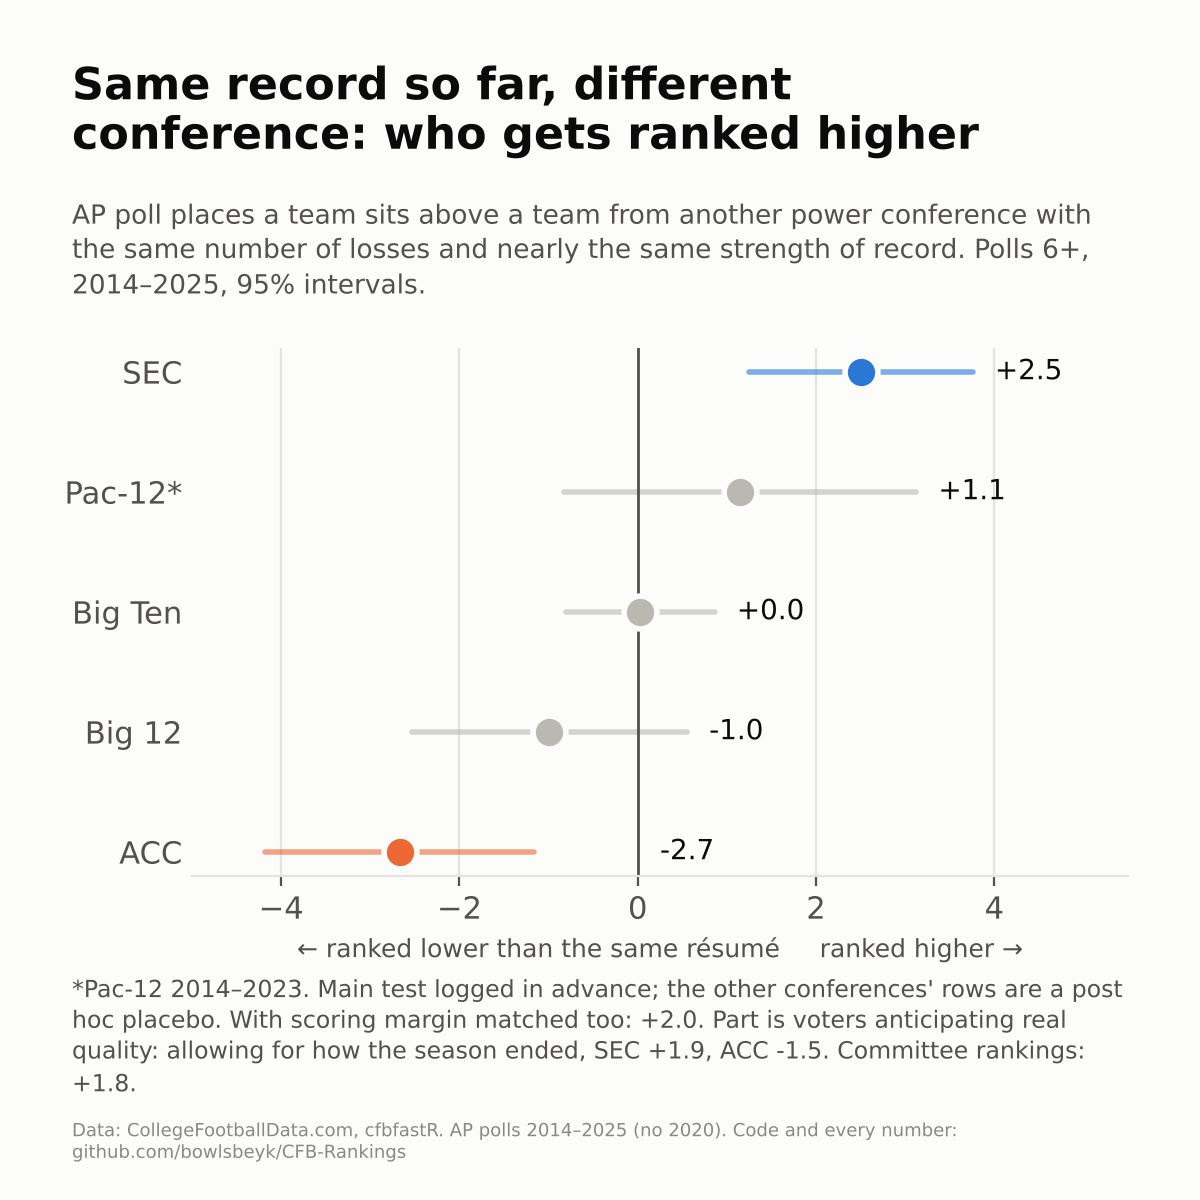 Same record so far, different
conference: who gets ranked higher
AP poll places a team sits above a team from another power conference with
the same number of losses and nearly the same strength of record. Polls 6+,
2014–2025, 95% intervals.
SEC
+2.5
Pac-12*
+1.1
Big Ten
+0.0
Big 12
-1.0
ACC
-2.7
−4
−2
0
2
4
← ranked lower than the same résumé ranked higher →
*Pac-12 2014–2023. Main test logged in advance; the other conferences' rows are a post
hoc placebo. With scoring margin matched too: +2.0. Part is voters anticipating real
quality: allowing for how the season ended, SEC +1.9, ACC -1.5. Committee rankings:
+1.8.
Data: CollegeFootballData.com, cfbfastR. AP polls 2014–2025 (no 2020). Code and every number:
github.com/bowlsbeyk/CFB-Rankings